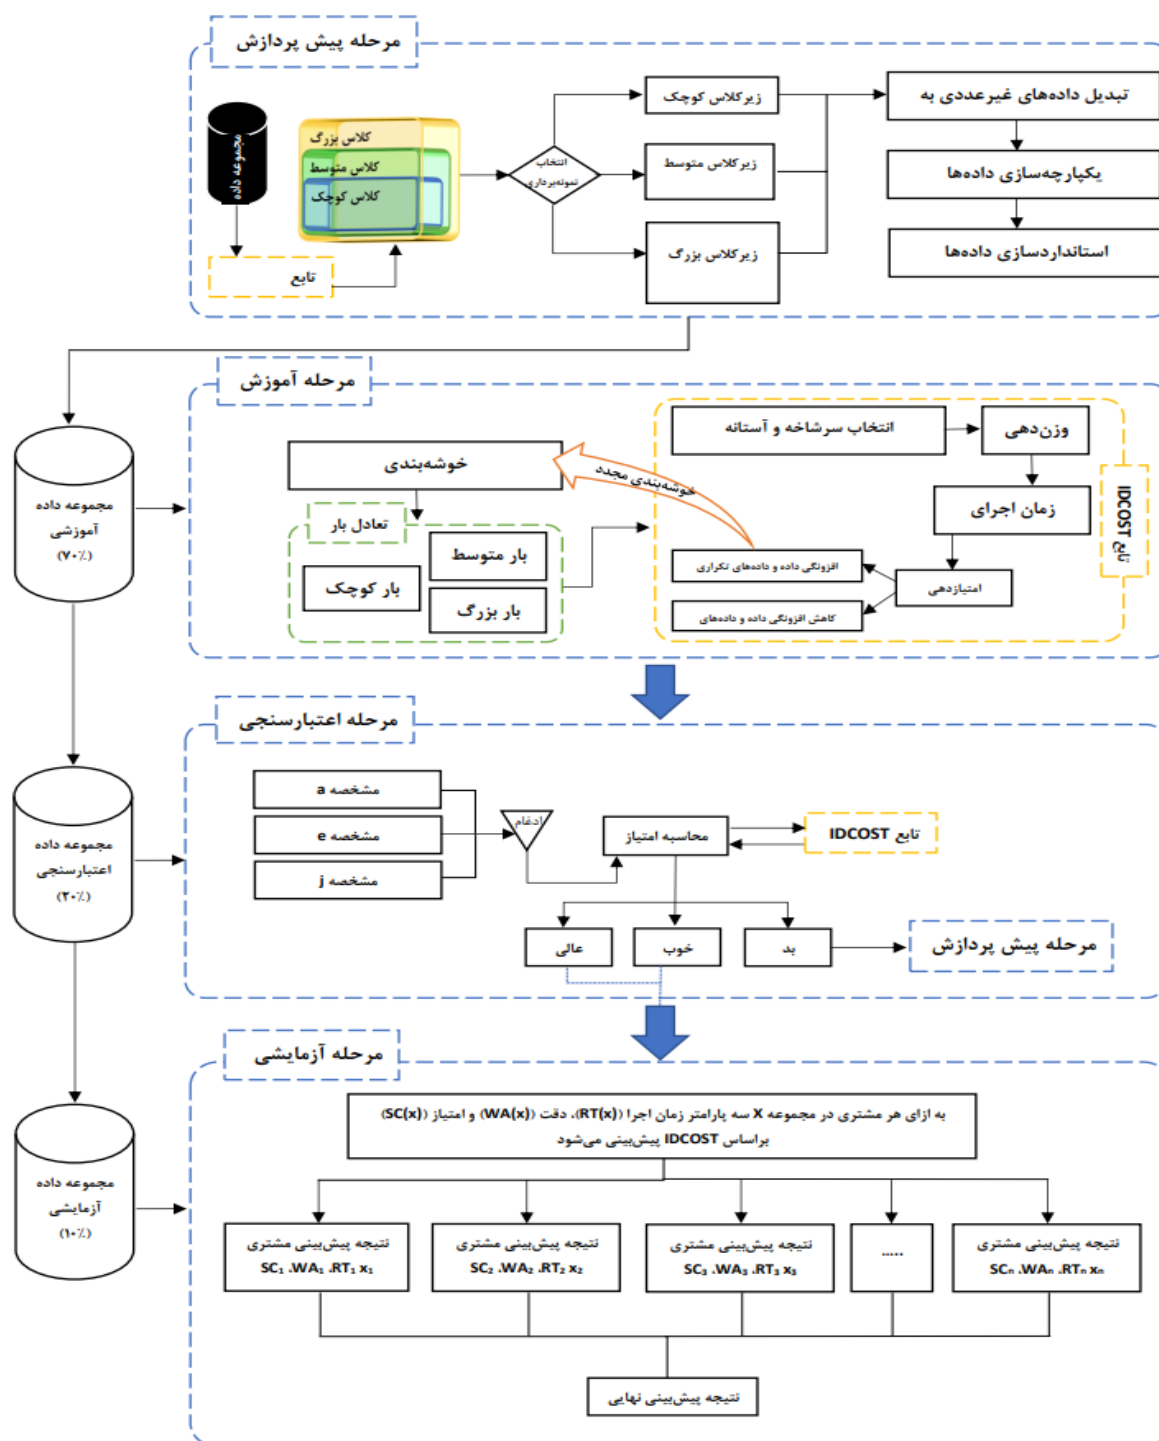 مرحله پیش پردازش
مجموعه داده
تابع
کلاس بزرگ
کلاس متوسط
کلاس کوچک
انتخاب
نمونه‌برداری
زیرکلاس کوچک
زیرکلاس متوسط
زیرکلاس بزرگ
تبدیل داده‌های غیرعددی به
یکپارچه‌سازی داده‌ها
استانداردسازی داده‌ها
مرحله آموزش
مجموعه داده
آموزشی
(۷۰٪)
خوشه‌بندی
تعادل بار
بار متوسط
بار کوچک
بار بزرگ
خوشه‌بندی مجدد
انتخاب سرشاخه و آستانه
وزن‌دهی
زمان اجرای
امتیازدهی
افزونگی داده و داده‌های تکراری
کاهش افزونگی داده و داده‌های
تابع IDCOST
مرحله اعتبارسنجی
مجموعه داده
اعتبارسنجی
(۲۰٪)
مشخصه a
مشخصه e
مشخصه j
ادغام
محاسبه امتیاز
تابع IDCOST
عالی
خوب
بد
مرحله پیش پردازش
مرحله آزمایشی
مجموعه داده
آزمایشی
(۱۰٪)
به ازای هر مشتری در مجموعه X سه پارامتر زمان اجرا (RT(x))، دقت (WA(x)) و امتیاز (SC(x))
براساس IDCOST پیش‌بینی می‌شود
نتیجه پیش‌بینی مشتری
SC₁ ،WA₁ ،RT₁ x₁
نتیجه پیش‌بینی مشتری
SC₂ ،WA₂ ،RT₂ x₂
نتیجه پیش‌بینی مشتری
SC₃ ،WA₃ ،RT₃ x₃
.....
نتیجه پیش‌بینی مشتری
SCₙ ،WAₙ ،RTₙ xₙ
نتیجه پیش‌بینی نهایی